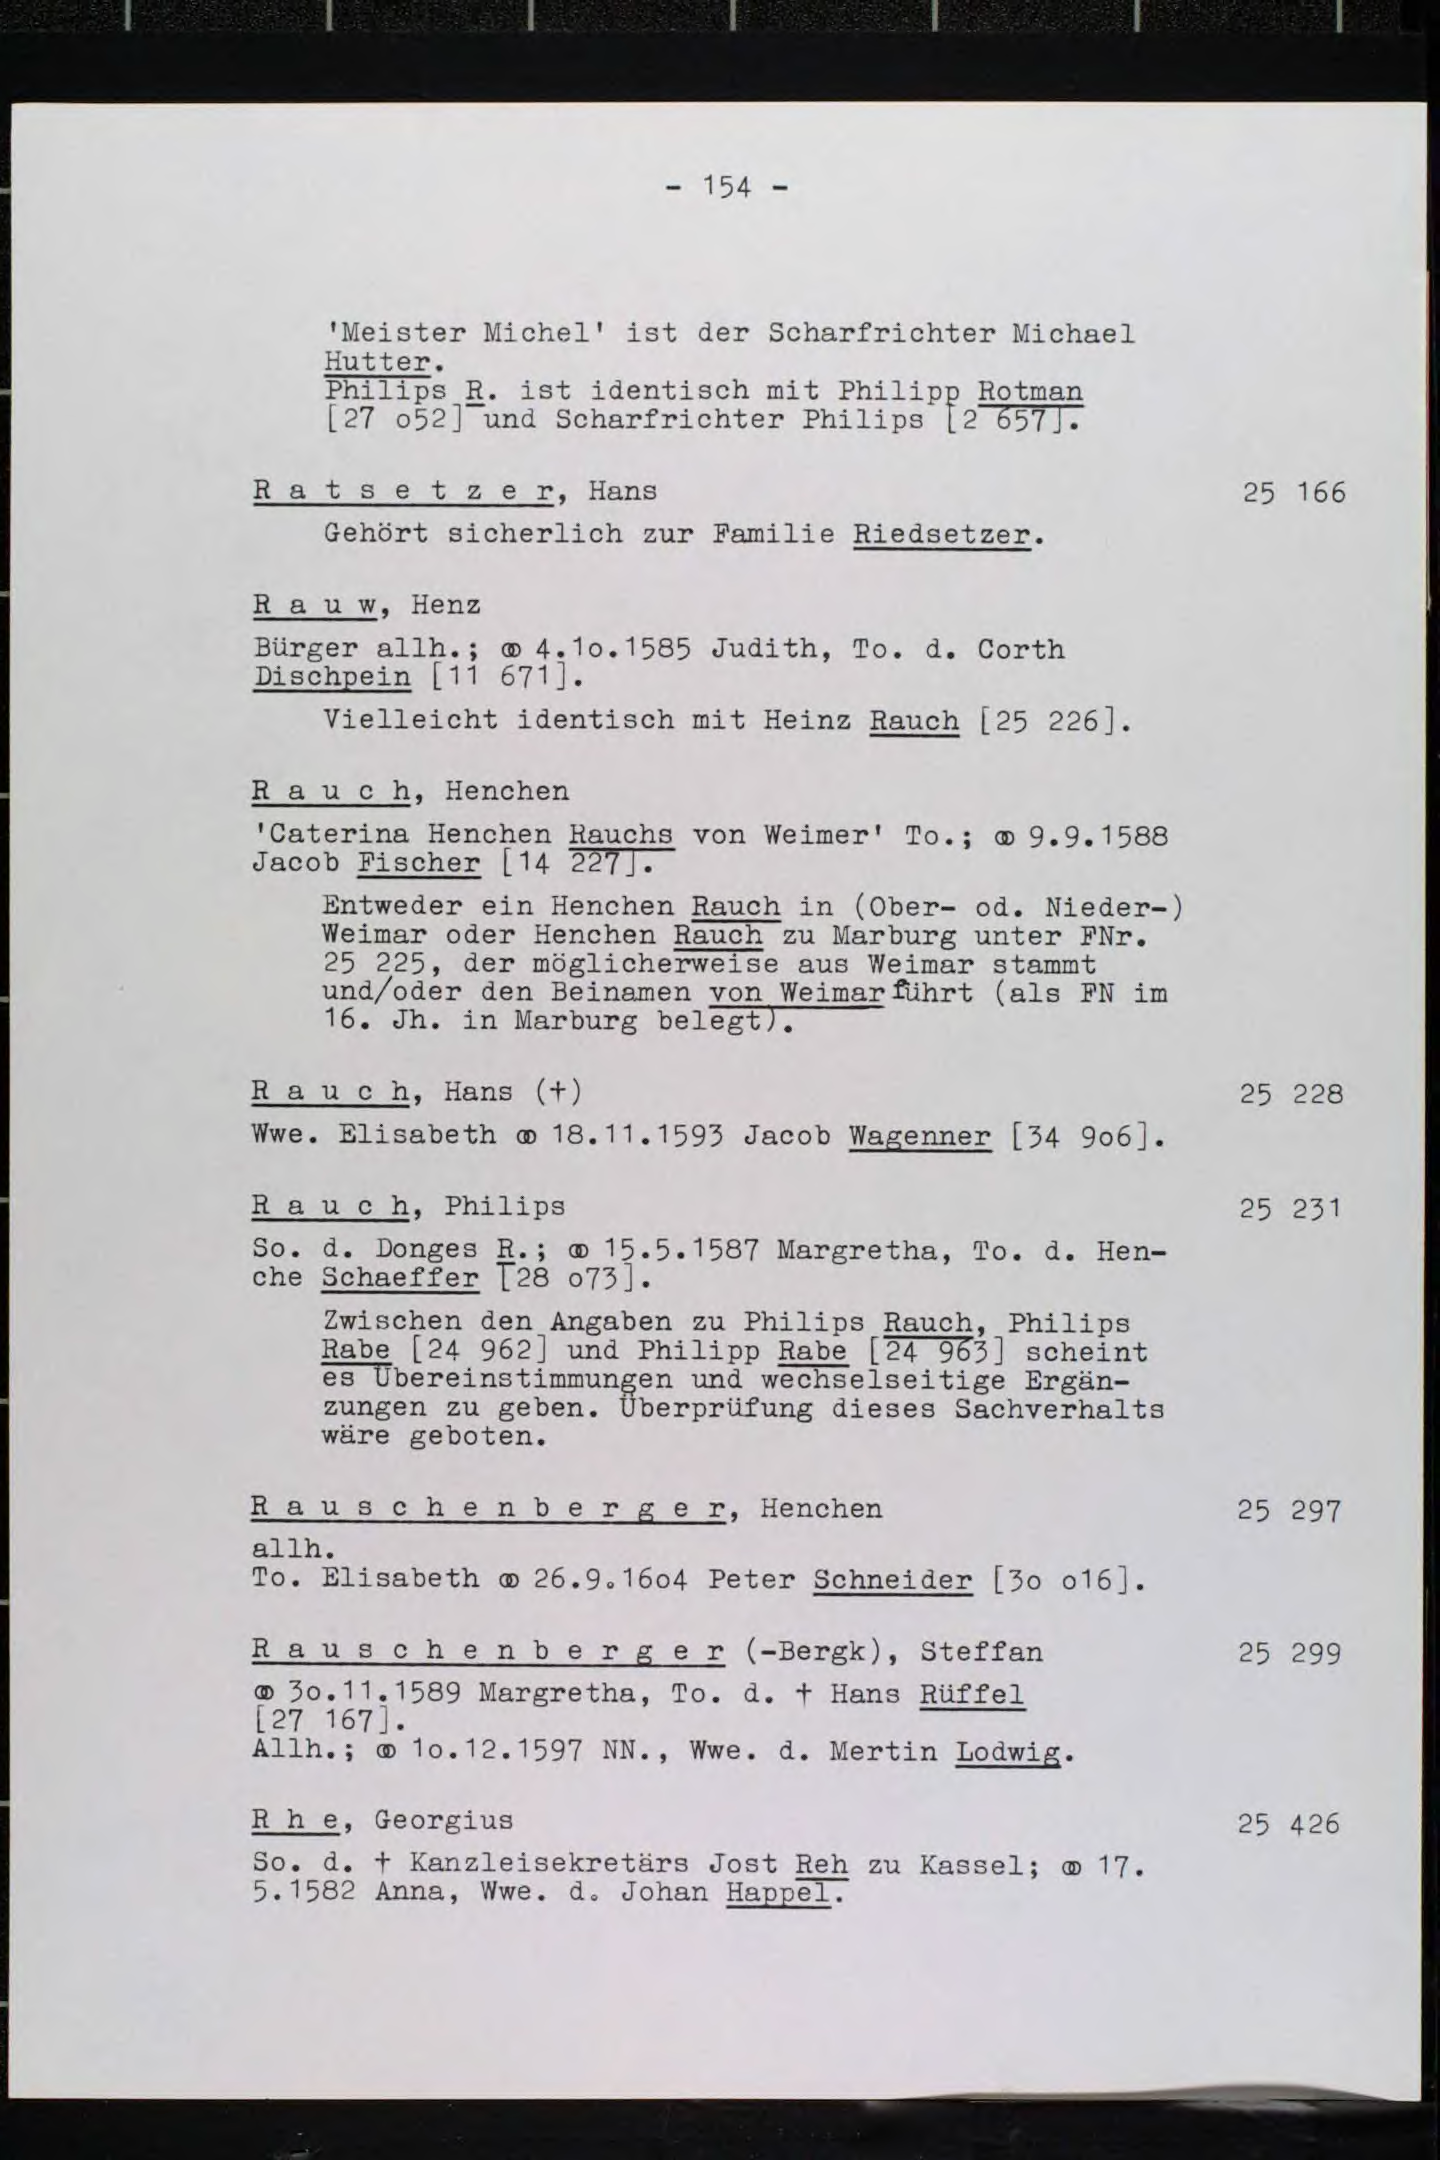 - 154 -
'Meister Michel' ist der Scharfrichter Michael
Hutter.
Philips R. ist identisch mit Philipp Rotman
[27 o52] und Scharfrichter Philips [2 657].
R a t s e t z e r, Hans 25 166
Gehört sicherlich zur Familie Riedsetzer.
R a u w, Henz
Bürger allh.; ⚭ 4.1o.1585 Judith, To. d. Corth
Dischpein [11 671].
Vielleicht identisch mit Heinz Rauch [25 226].
R a u c h, Henchen
'Caterina Henchen Rauchs von Weimer' To.; ⚭ 9.9.1588
Jacob Fischer [14 227].
Entweder ein Henchen Rauch in (Ober- od. Nieder-)
Weimar oder Henchen Rauch zu Marburg unter FNr.
25 225, der möglicherweise aus Weimar stammt
und/oder den Beinamen von Weimar führt (als FN im
16. Jh. in Marburg belegt).
R a u c h, Hans (†) 25 228
Wwe. Elisabeth ⚭ 18.11.1593 Jacob Wagenner [34 9o6].
R a u c h, Philips 25 231
So. d. Donges R.; ⚭ 15.5.1587 Margretha, To. d. Hen-
che Schaeffer [28 o73].
Zwischen den Angaben zu Philips Rauch, Philips
Rabe [24 962] und Philipp Rabe [24 963] scheint
es Übereinstimmungen und wechselseitige Ergän-
zungen zu geben. Überprüfung dieses Sachverhalts
wäre geboten.
R a u s c h e n b e r g e r, Henchen 25 297
allh.
To. Elisabeth ⚭ 26.9.16o4 Peter Schneider [3o o16].
R a u s c h e n b e r g e r (-Bergk), Steffan 25 299
⚭ 3o.11.1589 Margretha, To. d. † Hans Rüffel
[27 167].
Allh.; ⚭ 1o.12.1597 NN., Wwe. d. Mertin Lodwig.
R h e, Georgius 25 426
So. d. † Kanzleisekretärs Jost Reh zu Kassel; ⚭ 17.
5.1582 Anna, Wwe. d. Johan Happel.